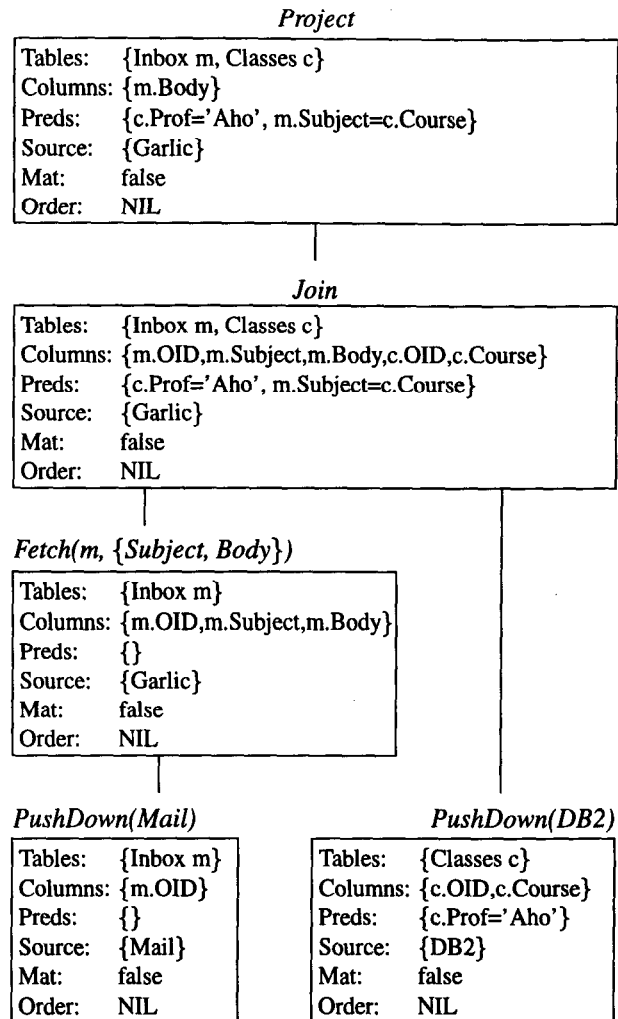 Project
Tables: {Inbox m, Classes c}
Columns: {m.Body}
Preds: {c.Prof='Aho', m.Subject=c.Course}
Source: {Garlic}
Mat: false
Order: NIL
Join
Tables: {Inbox m, Classes c}
Columns: {m.OID,m.Subject,m.Body,c.OID,c.Course}
Preds: {c.Prof='Aho', m.Subject=c.Course}
Source: {Garlic}
Mat: false
Order: NIL
Fetch(m, {Subject, Body})
Tables: {Inbox m}
Columns: {m.OID,m.Subject,m.Body}
Preds: {}
Source: {Garlic}
Mat: false
Order: NIL
PushDown(Mail)
Tables: {Inbox m}
Columns: {m.OID}
Preds: {}
Source: {Mail}
Mat: false
Order: NIL
PushDown(DB2)
Tables: {Classes c}
Columns: {c.OID,c.Course}
Preds: {c.Prof='Aho'}
Source: {DB2}
Mat: false
Order: NIL